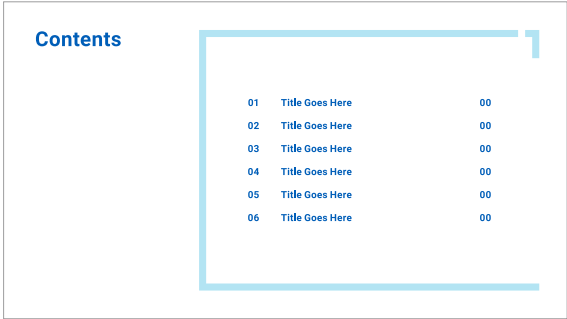 Contents
01 Title Goes Here 00
02 Title Goes Here 00
03 Title Goes Here 00
04 Title Goes Here 00
05 Title Goes Here 00
06 Title Goes Here 00